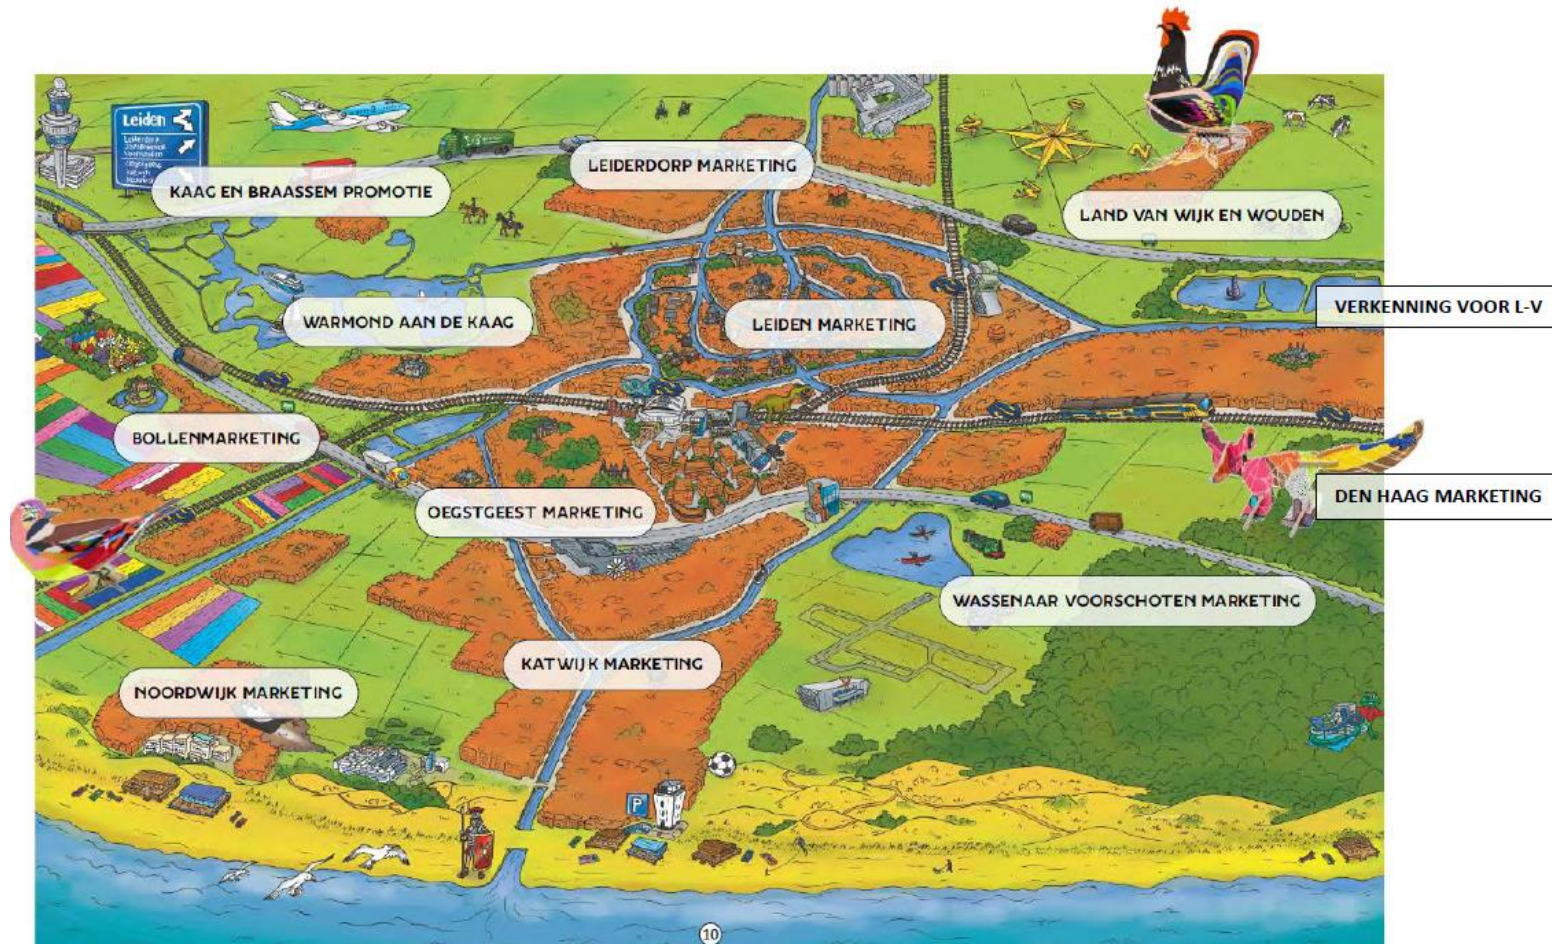 Leiden
LEIDERDORP MARKETING
KAAG EN BRAASSEM PROMOTIE
LAND VAN WIJK EN WOUDEN
VERKENNING VOOR L-V
WARMOND AAN DE KAAG
LEIDEN MARKETING
BOLLENMARKETING
DEN HAAG MARKETING
OEGSTGEEST MARKETING
WASSENAAR VOORSCHOTEN MARKETING
KATWIJK MARKETING
NOORDWIJK MARKETING
P
10